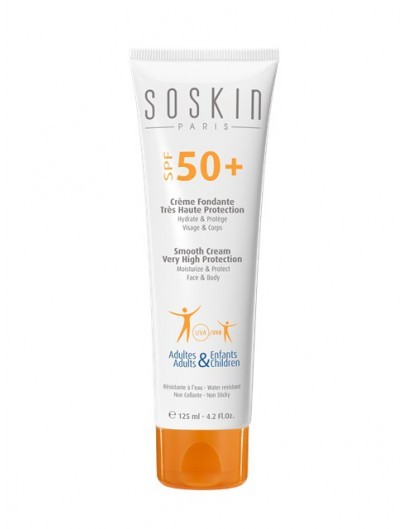 SOSKIN
PARIS
SPF 50+
Crème Fondante
Très Haute Protection
Hydrate & Protège
Visage & Corps
Smooth Cream
Very High Protection
Moisturize & Protect
Face & Body
UVA/UVB
Adultes & Enfants
Adults & Children
Résistante à l'eau - Water resistant
Non Collante - Non Sticky
℮ 125 ml - 4.2 Fl.Oz.